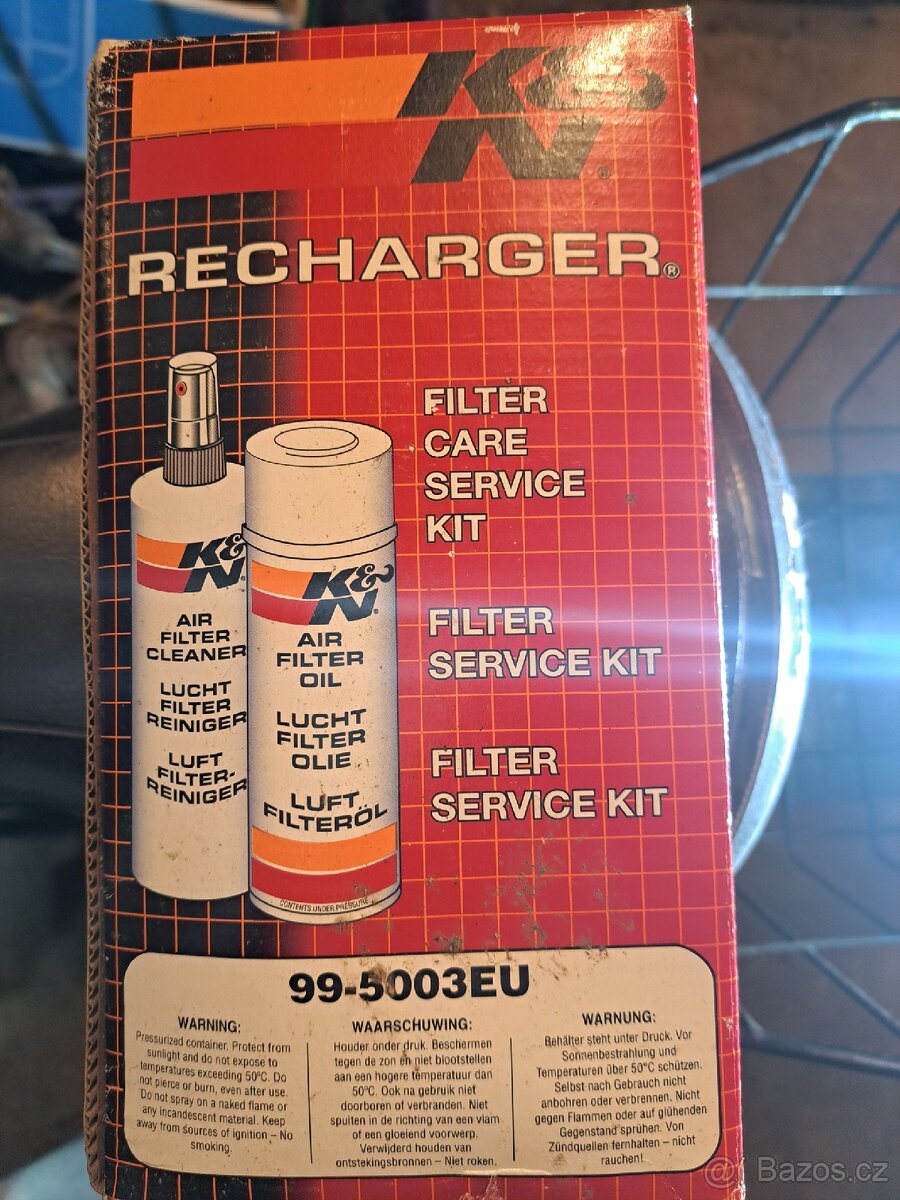 K&N®
RECHARGER®
FILTER
CARE
SERVICE
KIT
FILTER
SERVICE KIT
FILTER
SERVICE KIT
K&N®
AIR
FILTER
CLEANER
LUCHT
FILTER
REINIGER
LUFT
FILTER-
REINIGER
K&N®
AIR
FILTER
OIL
LUCHT
FILTER
OLIE
LUFT
FILTERÖL
CONTENTS UNDER PRESSURE
99-5003EU
WARNING:
Pressurized container. Protect from
sunlight and do not expose to
temperatures exceeding 50°C. Do
not pierce or burn, even after use.
Do not spray on a naked flame or
any incandescent material. Keep
away from sources of ignition – No
smoking.
WAARSCHUWING:
Houder onder druk. Beschermen
tegen de zon en niet blootstellen
aan een hogere temperatuur dan
50°C. Ook na gebruik niet
doorboren of verbranden. Niet
spuiten in de richting van een vlam
of een gloeiend voorwerp.
Verwijderd houden van
ontstekingsbronnen – Niet roken.
WARNUNG:
Behälter steht unter Druck. Vor
Sonnenbestrahlung und
Temperaturen über 50°C schützen.
Selbst nach Gebrauch nicht
anbohren oder verbrennen. Nicht
gegen Flammen oder auf glühenden
Gegenstand sprühen. Von
Zündquellen fernhalten – nicht
rauchen!
Bazos.cz